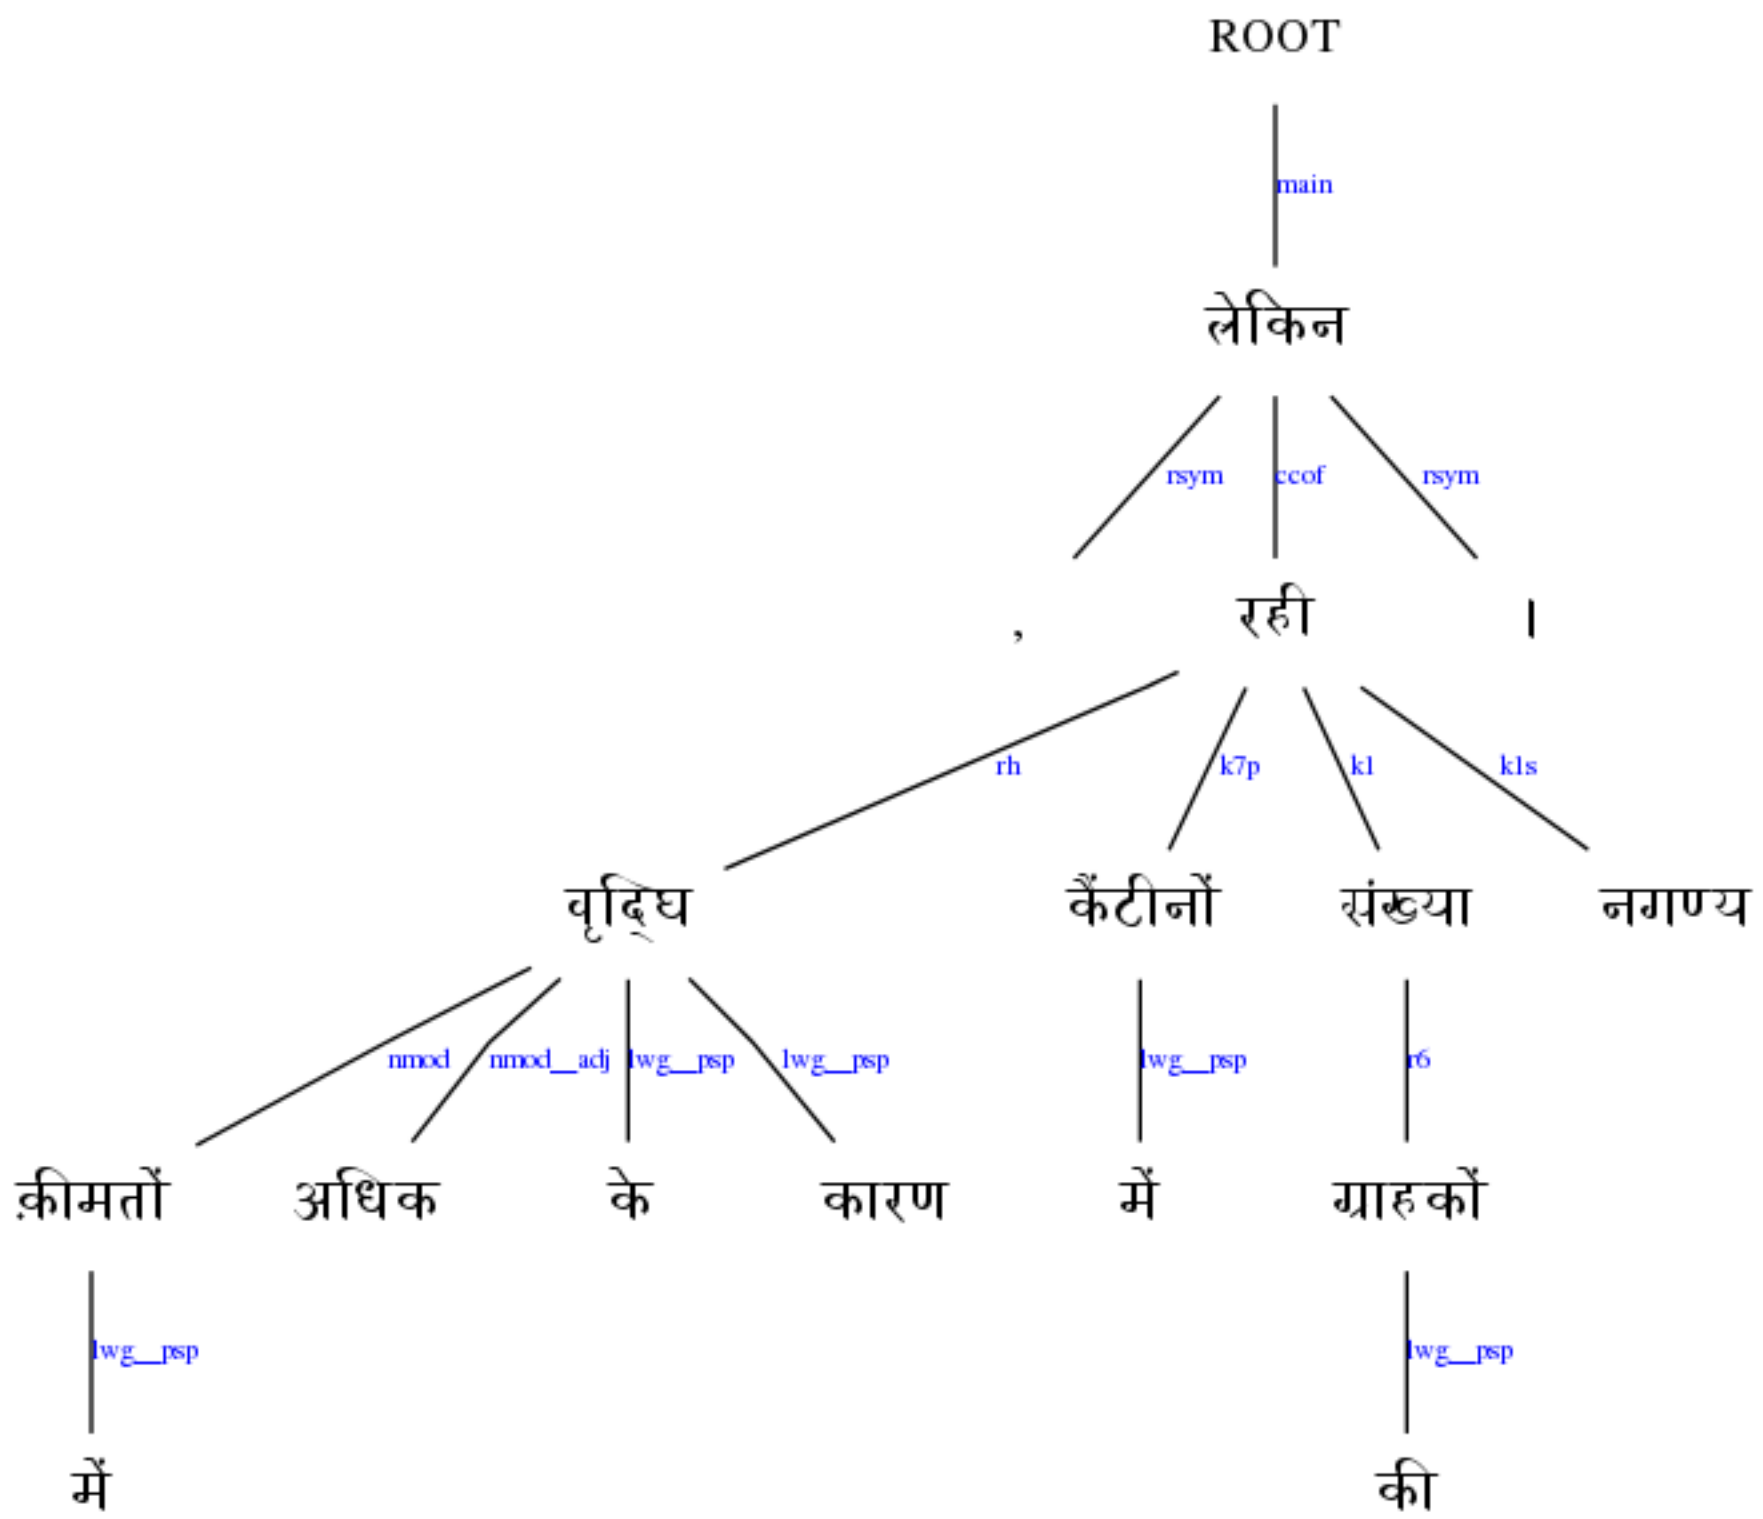 ROOT
main
लेकिन
rsym ccof rsym
, रही ।
rh k7p k1 k1s
वृद्घि कैंटीनों संख्या नगण्य
nmod nmod__adj lwg__psp lwg__psp lwg__psp r6
क़ीमतों अधिक के कारण में ग्राहकों
lwg__psp lwg__psp
में की